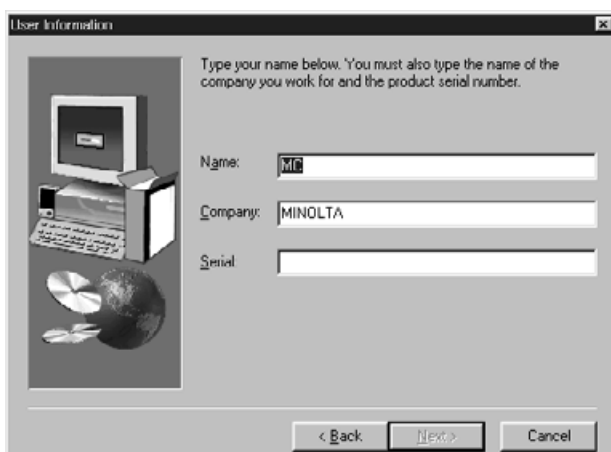 User Information
Type your name below. You must also type the name of the
company you work for and the product serial number.
Name:
MC
Company:
MINOLTA
Serial
< Back
Next >
Cancel